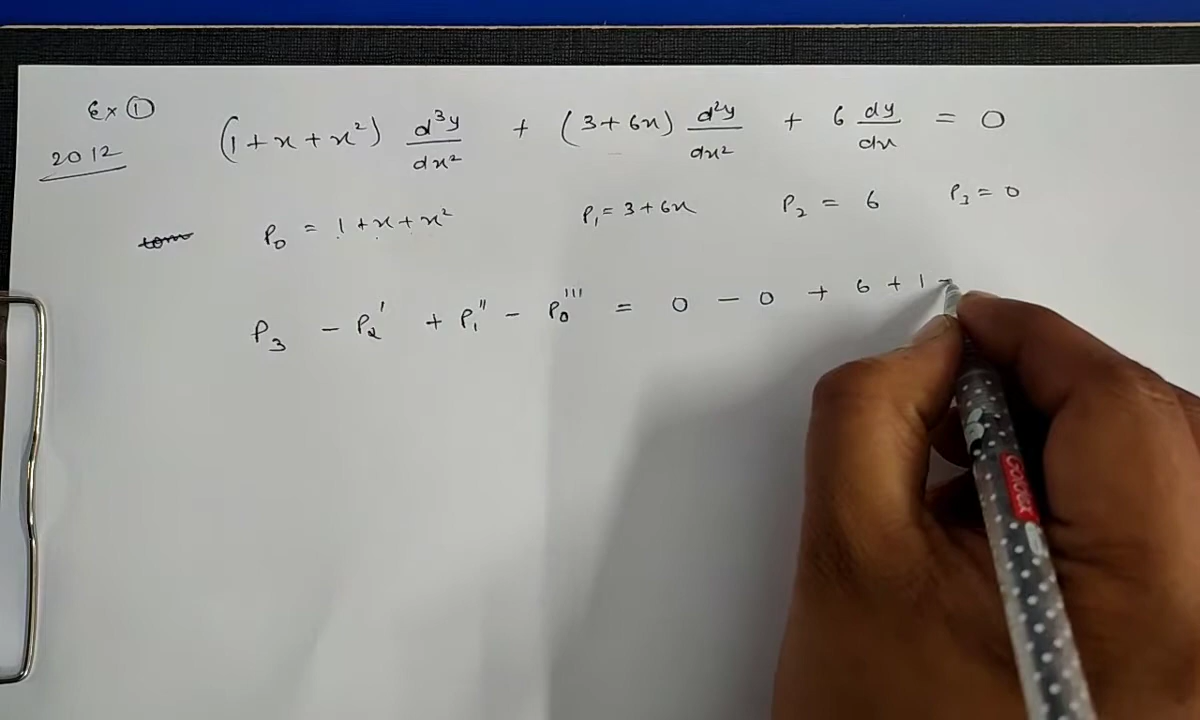 Ex ①
2012
(1 + x + x²) d³y/dx² + (3 + 6x) d²y/dx² + 6 dy/dx = 0
P₀ = 1 + x + x² P₁ = 3 + 6x P₂ = 6 P₃ = 0
P₃ - P₂' + P₁'' - P₀''' = 0 - 0 + 6 + 1 -
Goldex